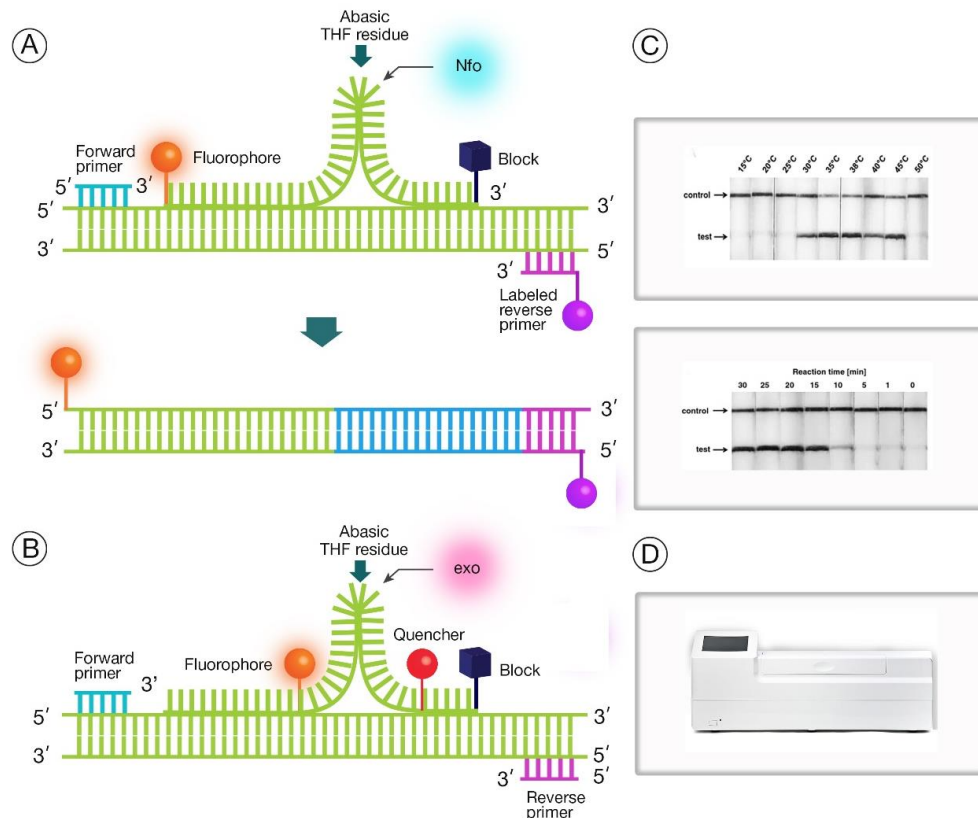 A
Abasic
THF residue
Nfo
Forward
primer
5′
3′
Fluorophore
Block
3′
5′
3′
3′
5′
3′
Labeled
reverse
primer
5′
3′
3′
5′
B
Abasic
THF residue
exo
Quencher
Forward
primer
3′
Fluorophore
Block
5′
3′
3′
5′
3′
5′
Reverse
primer
C
15°C 20°C 25°C 30°C 35°C 38°C 40°C 45°C 50°C
control
test
Reaction time [min]
30 25 20 15 10 5 1 0
control
test
D